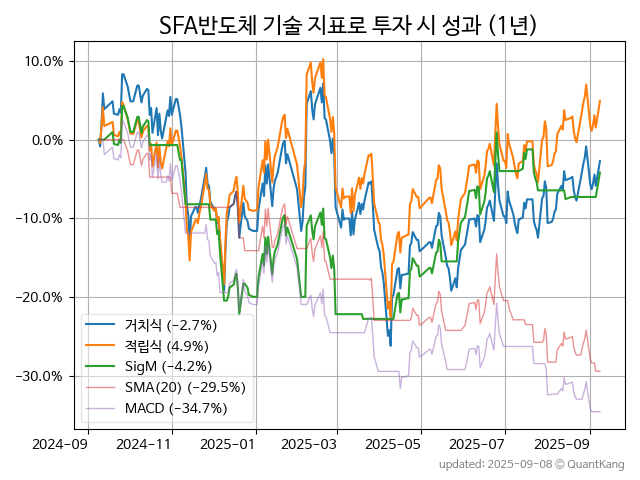 SFA반도체 기술 지표로 투자 시 성과 (1년)
10.0%
0.0%
−10.0%
−20.0%
−30.0%
거치식 (−2.7%)
적립식 (4.9%)
SigM (−4.2%)
SMA(20) (−29.5%)
MACD (−34.7%)
2024-09 2024-11 2025-01 2025-03 2025-05 2025-07 2025-09
updated: 2025-09-08 © QuantKang